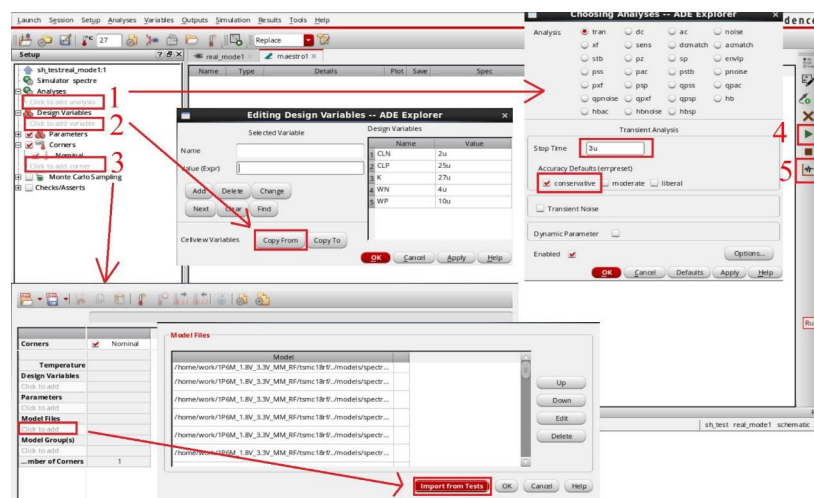 Launch Session Setup Analyses Variables Outputs Simulation Results Tools Help
dence
27
Replace
Setup
real_mode1
maestro1
Name Type Details Plot Save Spec
sh_testreal_mode1:1
Simulator spectre
Analyses
Click to add analysis
1
Design Variables
Click to add variable
2
Parameters
Corners
Nominal
Click to add corner
3
Monte Carlo Sampling
Checks/Asserts
Editing Design Variables -- ADE Explorer
Selected Variable
Name
Value (Expr)
Add Delete Change
Next Clear Find
Cellview Variables Copy From Copy To
Design Variables
Name Value
1 CLN 2u
2 CLP 25u
3 K 27u
4 WN 4u
5 WP 10u
OK Cancel Apply Help
Choosing Analyses -- ADE Explorer
Analysis tran dc ac noise
xf sens dcmatch acmatch
stb pz sp envlp
pss pac pstb pnoise
pxf psp qpss qpac
qpnoise qpxf qpsp hb
hbac hbnoise hbsp
Transient Analysis
Stop Time 3u
Accuracy Defaults (errpreset)
conservative moderate liberal
Transient Noise
Dynamic Parameter
Enabled Options...
OK Cancel Defaults Apply Help
4
5
Ru
sh_test real_mode1 schematic
Corners Nominal
Temperature
Design Variables
Click to add
Parameters
Click to add
Model Files
Click to add
Model Group(s)
Click to add
...mber of Corners 1
Model Files
Model
/home/work/1P6M_1.8V_3.3V_MM_RF/tsmc18rf/../models/spectr...
/home/work/1P6M_1.8V_3.3V_MM_RF/tsmc18rf/../models/spectr...
/home/work/1P6M_1.8V_3.3V_MM_RF/tsmc18rf/../models/spectr...
/home/work/1P6M_1.8V_3.3V_MM_RF/tsmc18rf/../models/spectr...
/home/work/1P6M_1.8V_3.3V_MM_RF/tsmc18rf/../models/spectr...
/home/work/1P6M_1.8V_3.3V_MM_RF/tsmc18rf/../models/spectr...
Up
Down
Edit
Delete
Import from Tests OK Cancel Help